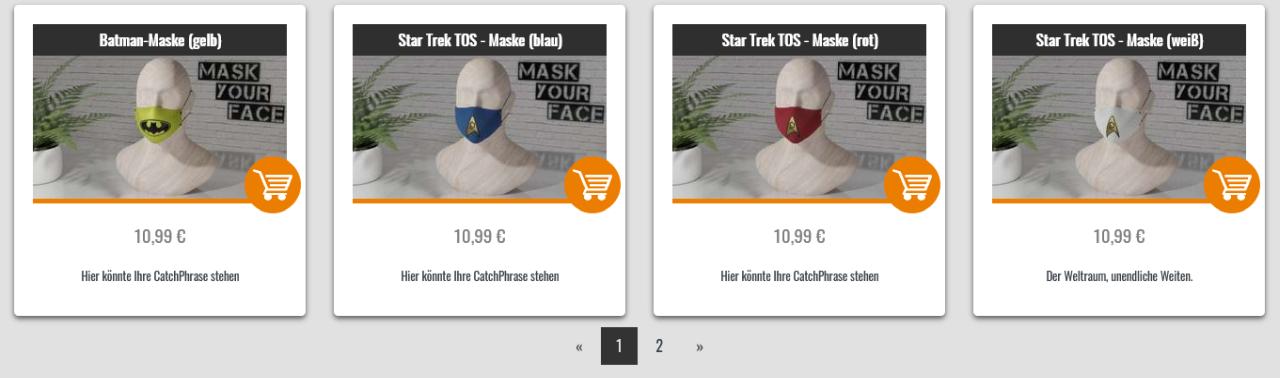 Batman-Maske (gelb)
MASK
YOUR
FACE
10,99 €
Hier könnte Ihre CatchPhrase stehen
Star Trek TOS - Maske (blau)
MASK
YOUR
FACE
10,99 €
Hier könnte Ihre CatchPhrase stehen
Star Trek TOS - Maske (rot)
MASK
YOUR
FACE
10,99 €
Hier könnte Ihre CatchPhrase stehen
Star Trek TOS - Maske (weiß)
MASK
YOUR
FACE
10,99 €
Der Weltraum, unendliche Weiten.
« 1 2 »